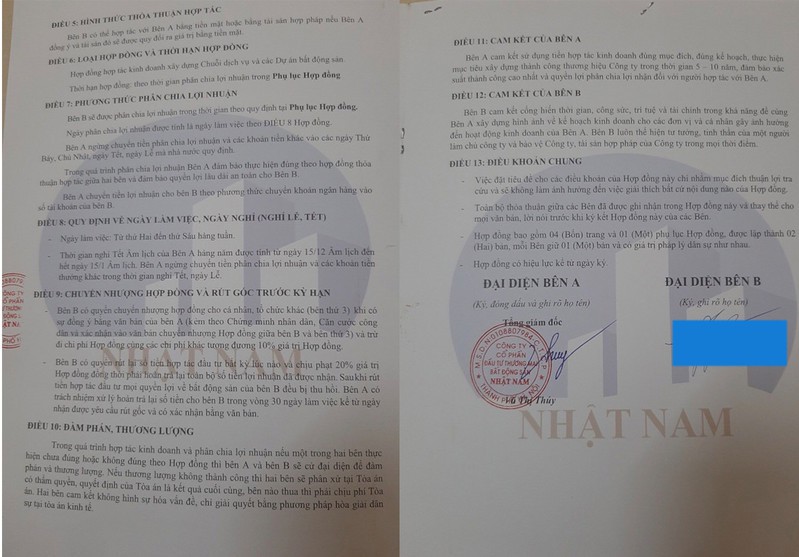 ĐIỀU 5: HÌNH THỨC THỎA THUẬN HỢP TÁC
Bên B có thể hợp tác với Bên A bằng tiền mặt hoặc bằng tài sản hợp pháp nếu Bên A
đồng ý và tài sản đó sẽ được quy đổi ra giá trị bằng tiền mặt.
ĐIỀU 6: LOẠI HỢP ĐỒNG VÀ THỜI HẠN HỢP ĐỒNG
Hợp đồng hợp tác kinh doanh xây dựng Chuỗi dịch vụ và các Dự án bất động sản.
Thời hạn hợp đồng: theo thời gian phân chia lợi nhuận trong Phụ lục Hợp đồng
ĐIỀU 7: PHƯƠNG THỨC PHÂN CHIA LỢI NHUẬN
Bên B sẽ được phân chia lợi nhuận trong thời gian theo quy định tại Phụ lục Hợp đồng.
Ngày phân chia lợi nhuận được tính là ngày làm việc theo ĐIỀU 8 Hợp đồng.
Bên A ngừng chuyển tiền phân chia lợi nhuận và các khoản tiền khác vào các ngày Thứ
Bảy, Chủ Nhật, ngày Tết, ngày Lễ mà nhà nước quy định.
Trong quá trình phân chia lợi nhuận Bên A đảm bảo thực hiện đúng theo hợp đồng thỏa
thuận hợp tác giữa hai bên và đảm bảo quyền lợi lâu dài an toàn cho Bên B.
Bên A chuyển tiền lợi nhuận cho bên B theo phương thức chuyển khoản ngân hàng vào
số tài khoản của bên B.
ĐIỀU 8: QUY ĐỊNH VỀ NGÀY LÀM VIỆC, NGÀY NGHỈ (NGHỈ LỄ, TẾT)
- Ngày làm việc: Từ thứ Hai đến thứ Sáu hàng tuần.
- Thời gian nghỉ Tết Âm lịch của Bên A hàng năm được tính từ ngày 15/12 Âm lịch đến
hết ngày 15/1 Âm lịch. Bên A ngừng chuyển tiền phân chia lợi nhuận và các khoản tiền
thưởng khác trong thời gian nghỉ Tết, ngày Lễ.
ĐIỀU 9: CHUYỂN NHƯỢNG HỢP ĐỒNG VÀ RÚT GỐC TRƯỚC KỲ HẠN
- Bên B có quyền chuyển nhượng hợp đồng cho cá nhân, tổ chức khác (bên thứ 3) khi có
sự đồng ý bằng văn bản của bên A (kèm theo Chứng minh nhân dân, Căn cước công
dân và xác nhận vào văn bản chuyển nhượng Hợp đồng giữa bên B và bên thứ 3) và trừ
đi chi phí Hợp đồng cùng các chi phí khác tương đương 10% giá trị Hợp đồng.
- Bên B có quyền rút tiền số tiền hợp tác đầu tư bất kỳ lúc nào và chịu phạt 20% giá trị
Hợp đồng đồng thời phải hoàn trả lại toàn bộ số tiền lợi nhuận đã được nhận. Sau khi rút
tiền hợp tác đầu tư mọi quyền lợi về bất động sản của bên B đều bị thu hồi. Bên A có
trách nhiệm xử lý hoàn trả lại số tiền cho bên B trong vòng 30 ngày làm việc kể từ ngày
nhận được yêu cầu rút gốc và có xác nhận bằng văn bản.
ĐIỀU 10: ĐÀM PHÁN, THƯƠNG LƯỢNG
Trong quá trình hợp tác kinh doanh và phân chia lợi nhuận nếu một trong hai bên thực
hiện chưa đúng hoặc không đúng theo Hợp đồng thì bên A và bên B sẽ cử đại diện để đàm
phán và thương lượng. Nếu thương lượng không thành công thì hai bên sẽ phân xử tại Tòa án
có thẩm quyền, quyết định của Tòa án là kết quả cuối cùng, bên nào thua thì phải chịu phí Tòa
án. Hai bên cam kết không hình sự hóa vấn đề, chỉ giải quyết bằng phương pháp hòa giải dân
sự tại tòa án kinh tế.
NHẬT NAM
ĐIỀU 11: CAM KẾT CỦA BÊN A
Bên A cam kết sử dụng tiền hợp tác kinh doanh đúng mục đích, đúng kế hoạch, thực hiện
mục tiêu xây dựng thành công thương hiệu Công ty trong thời gian 5 – 10 năm, đảm bảo xác
suất thành công cao nhất và quyền lợi phân chia lợi nhuận đối với người hợp tác với Bên A.
ĐIỀU 12: CAM KẾT CỦA BÊN B
Bên B cam kết cống hiến thời gian, công sức, trí tuệ và tài chính trong khả năng để cùng
Bên A xây dựng hình ảnh về kế hoạch kinh doanh cho các đơn vị và cá nhân gây ảnh hưởng
đến hoạt động kinh doanh của Bên A. Bên B luôn thể hiện tư tưởng, tinh thần của một người
làm chủ công ty và bảo vệ Công ty, tài sản hợp pháp của Công ty trong mọi thời điểm.
ĐIỀU 13: ĐIỀU KHOẢN CHUNG
- Việc đặt tiêu đề cho các điều khoản của Hợp đồng này chỉ nhằm mục đích thuận lợi tra
cứu và sẽ không làm ảnh hưởng đến việc giải thích bất cứ nội dung nào của Hợp đồng.
- Toàn bộ thỏa thuận giữa các Bên đã được ghi nhận trong Hợp đồng này và thay thế cho
mọi văn bản, lời nói trước khi ký kết Hợp đồng này của các Bên.
- Hợp đồng bao gồm 04 (Bốn) trang và 01 (Một) phụ lục Hợp đồng, được lập thành 02
(Hai) bản, mỗi Bên giữ 01 (Một) bản và có giá trị pháp lý dân sự như nhau.
- Hợp đồng có hiệu lực kể từ ngày ký.
ĐẠI DIỆN BÊN A
(Ký, đóng dấu và ghi rõ họ tên)
Tổng giám đốc
CÔNG TY
CỔ PHẦN
ĐẦU TƯ THƯƠNG MẠI
BẤT ĐỘNG SẢN
NHẬT NAM
Vũ Thị Thúy
ĐẠI DIỆN BÊN B
(Ký, ghi rõ họ tên)
NHẬT NAM